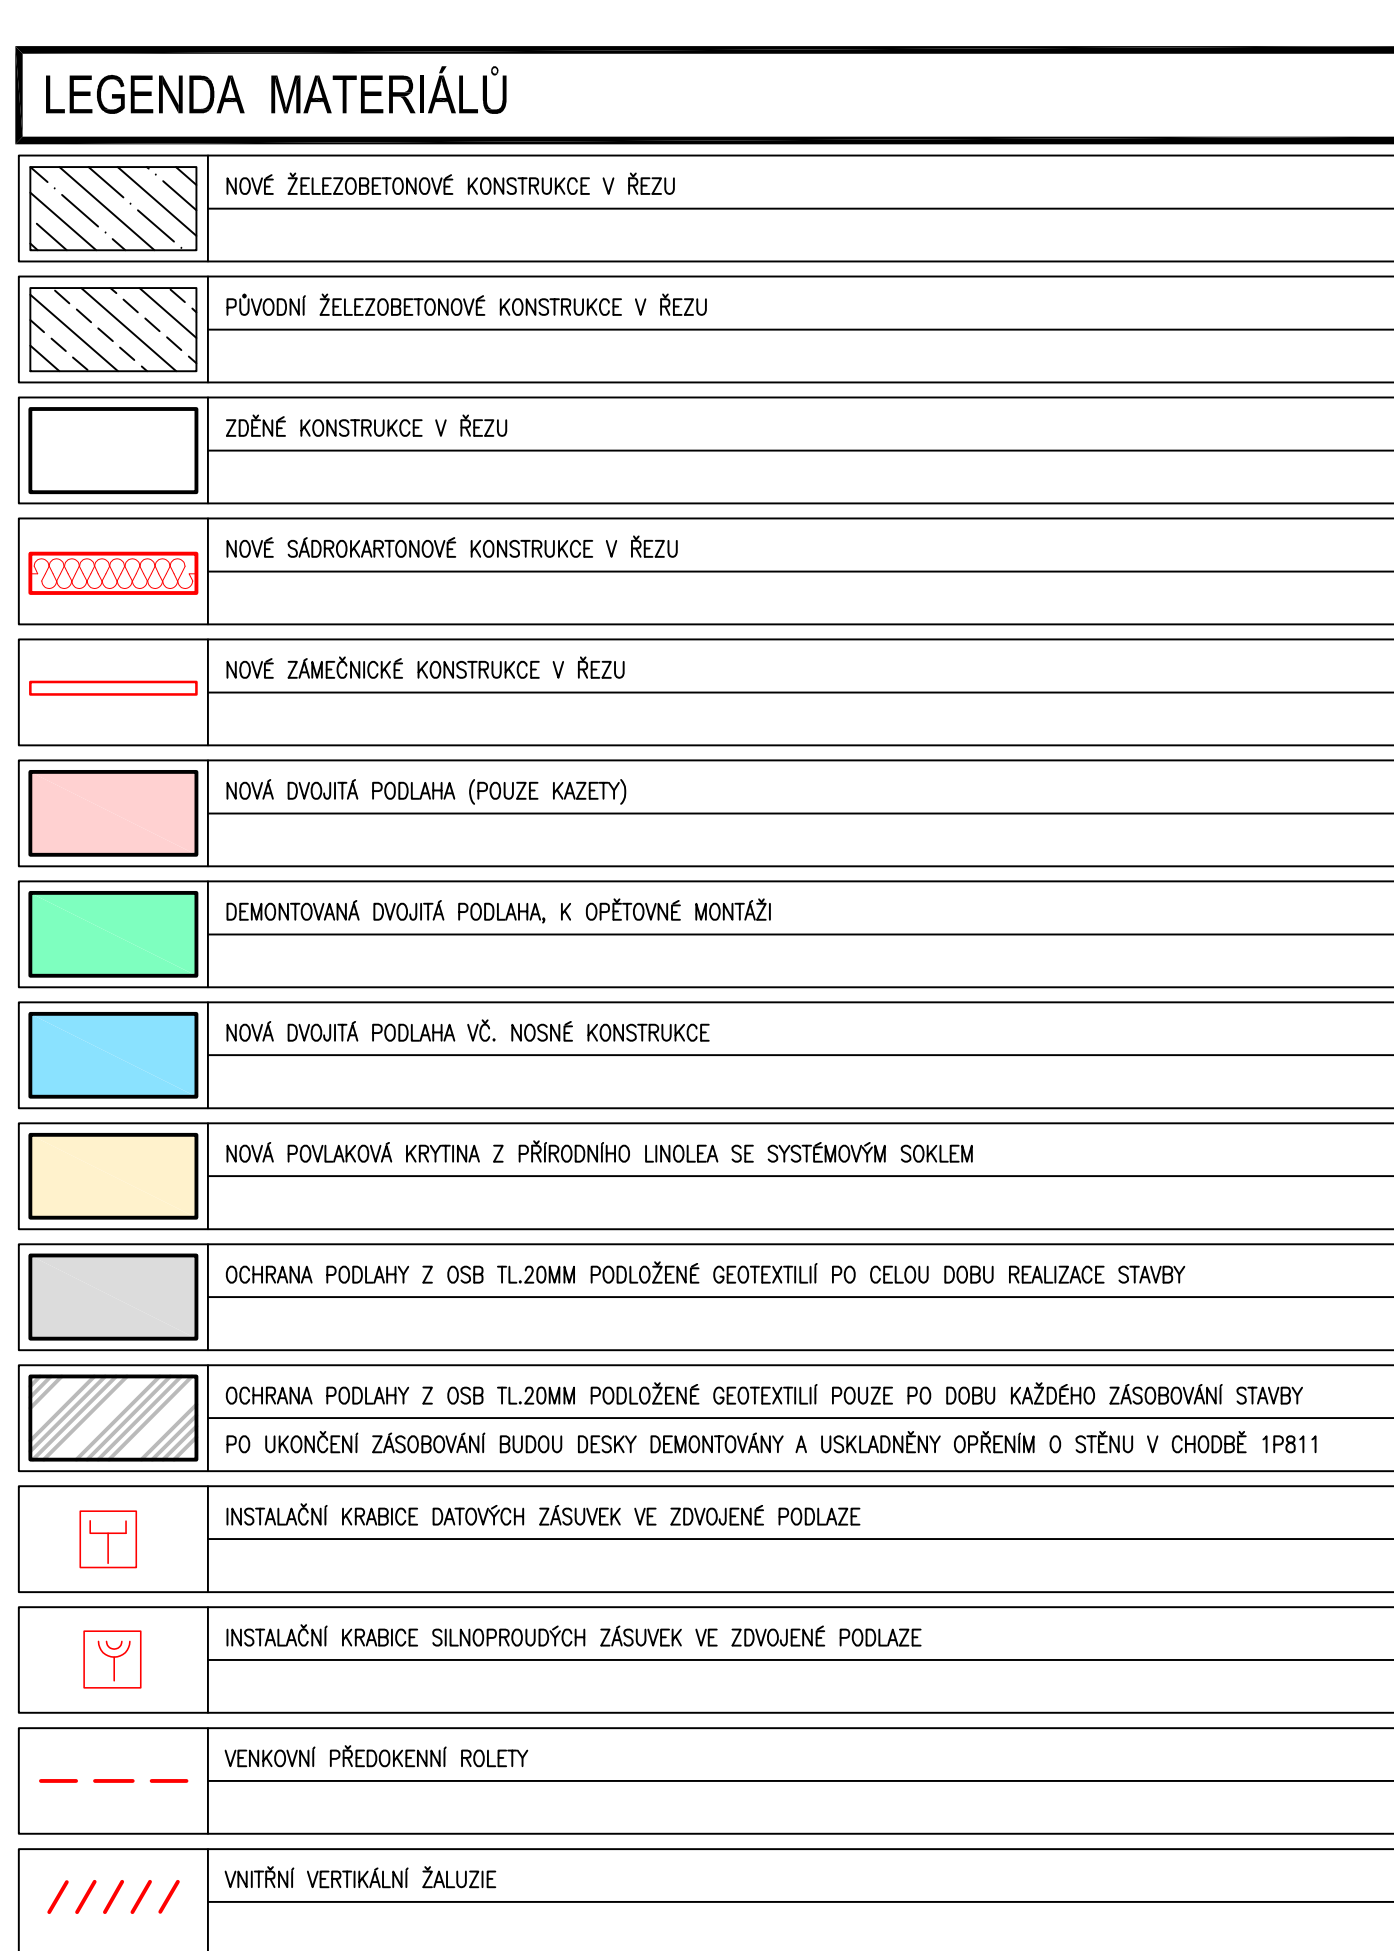 LEGENDA MATERIÁLŮ
NOVÉ ŽELEZOBETONOVÉ KONSTRUKCE V ŘEZU
PŮVODNÍ ŽELEZOBETONOVÉ KONSTRUKCE V ŘEZU
ZDĚNÉ KONSTRUKCE V ŘEZU
NOVÉ SÁDROKARTONOVÉ KONSTRUKCE V ŘEZU
NOVÉ ZÁMEČNICKÉ KONSTRUKCE V ŘEZU
NOVÁ DVOJITÁ PODLAHA (POUZE KAZETY)
DEMONTOVANÁ DVOJITÁ PODLAHA, K OPĚTOVNÉ MONTÁŽI
NOVÁ DVOJITÁ PODLAHA VČ. NOSNÉ KONSTRUKCE
NOVÁ POVLAKOVÁ KRYTINA Z PŘÍRODNÍHO LINOLEA SE SYSTÉMOVÝM SOKLEM
OCHRANA PODLAHY Z OSB TL.20MM PODLOŽENÉ GEOTEXTILIÍ PO CELOU DOBU REALIZACE STAVBY
OCHRANA PODLAHY Z OSB TL.20MM PODLOŽENÉ GEOTEXTILIÍ POUZE PO DOBU KAŽDÉHO ZÁSOBOVÁNÍ STAVBY
PO UKONČENÍ ZÁSOBOVÁNÍ BUDOU DESKY DEMONTOVÁNY A USKLADNĚNY OPŘENÍM O STĚNU V CHODBĚ 1P811
INSTALAČNÍ KRABICE DATOVÝCH ZÁSUVEK VE ZDVOJENÉ PODLAZE
INSTALAČNÍ KRABICE SILNOPROUDÝCH ZÁSUVEK VE ZDVOJENÉ PODLAZE
VENKOVNÍ PŘEDOKENNÍ ROLETY
VNITŘNÍ VERTIKÁLNÍ ŽALUZIE